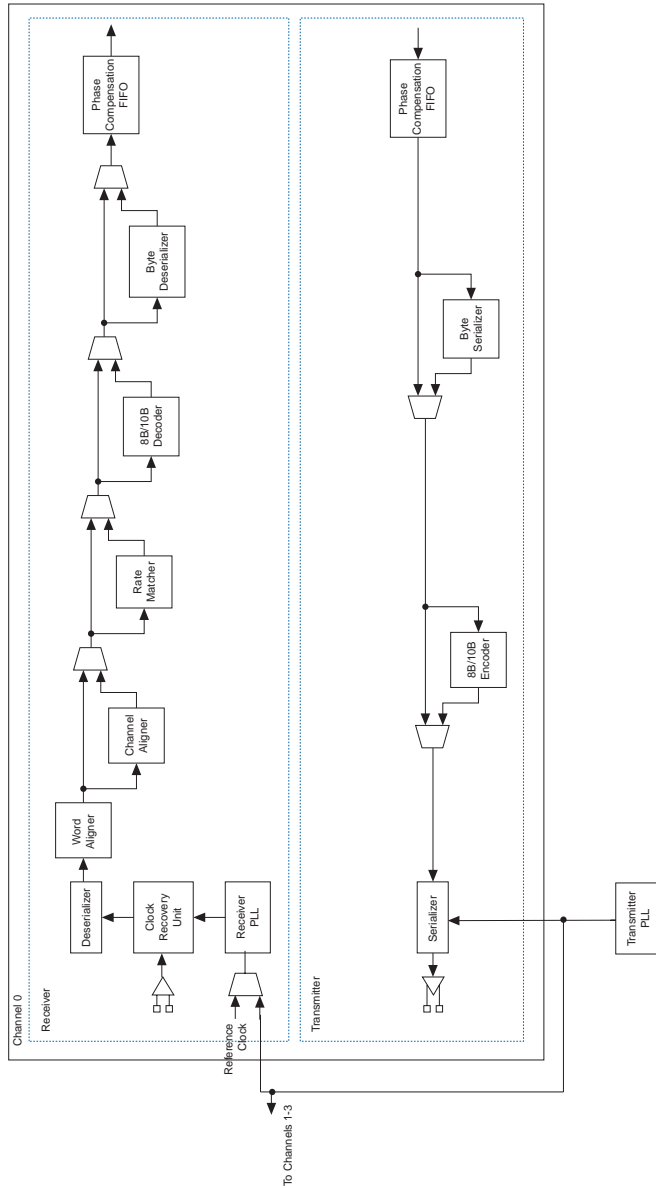 Channel 0
Receiver
Deserializer
Word
Aligner
Clock
Recovery
Unit
Receiver
PLL
Reference
Clock
Channel
Aligner
Rate
Matcher
8B/10B
Decoder
Byte
Deserializer
Phase
Compensation
FIFO
Transmitter
Serializer
8B/10B
Encoder
Byte
Serializer
Phase
Compensation
FIFO
Transmitter
PLL
To Channels 1-3